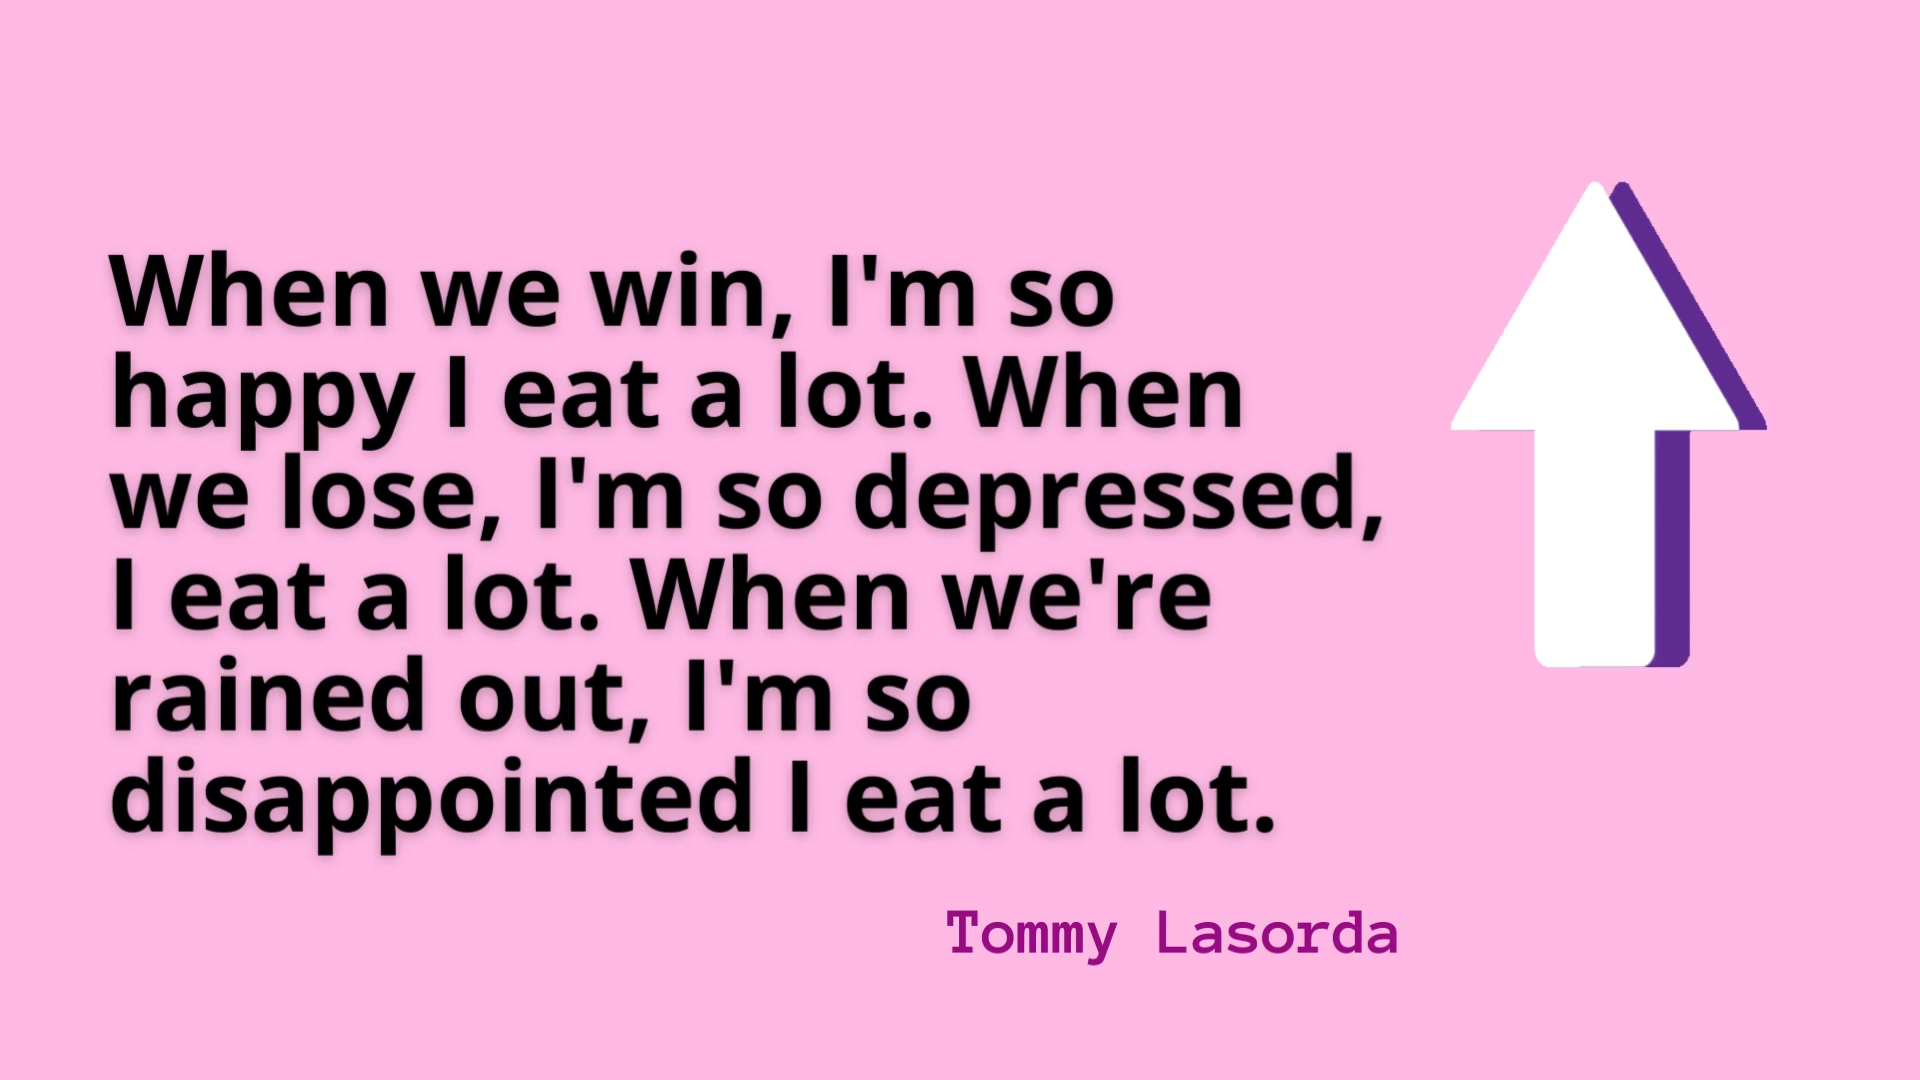 When we win, I'm so
happy I eat a lot. When
we lose, I'm so depressed,
I eat a lot. When we're
rained out, I'm so
disappointed I eat a lot.
Tommy Lasorda